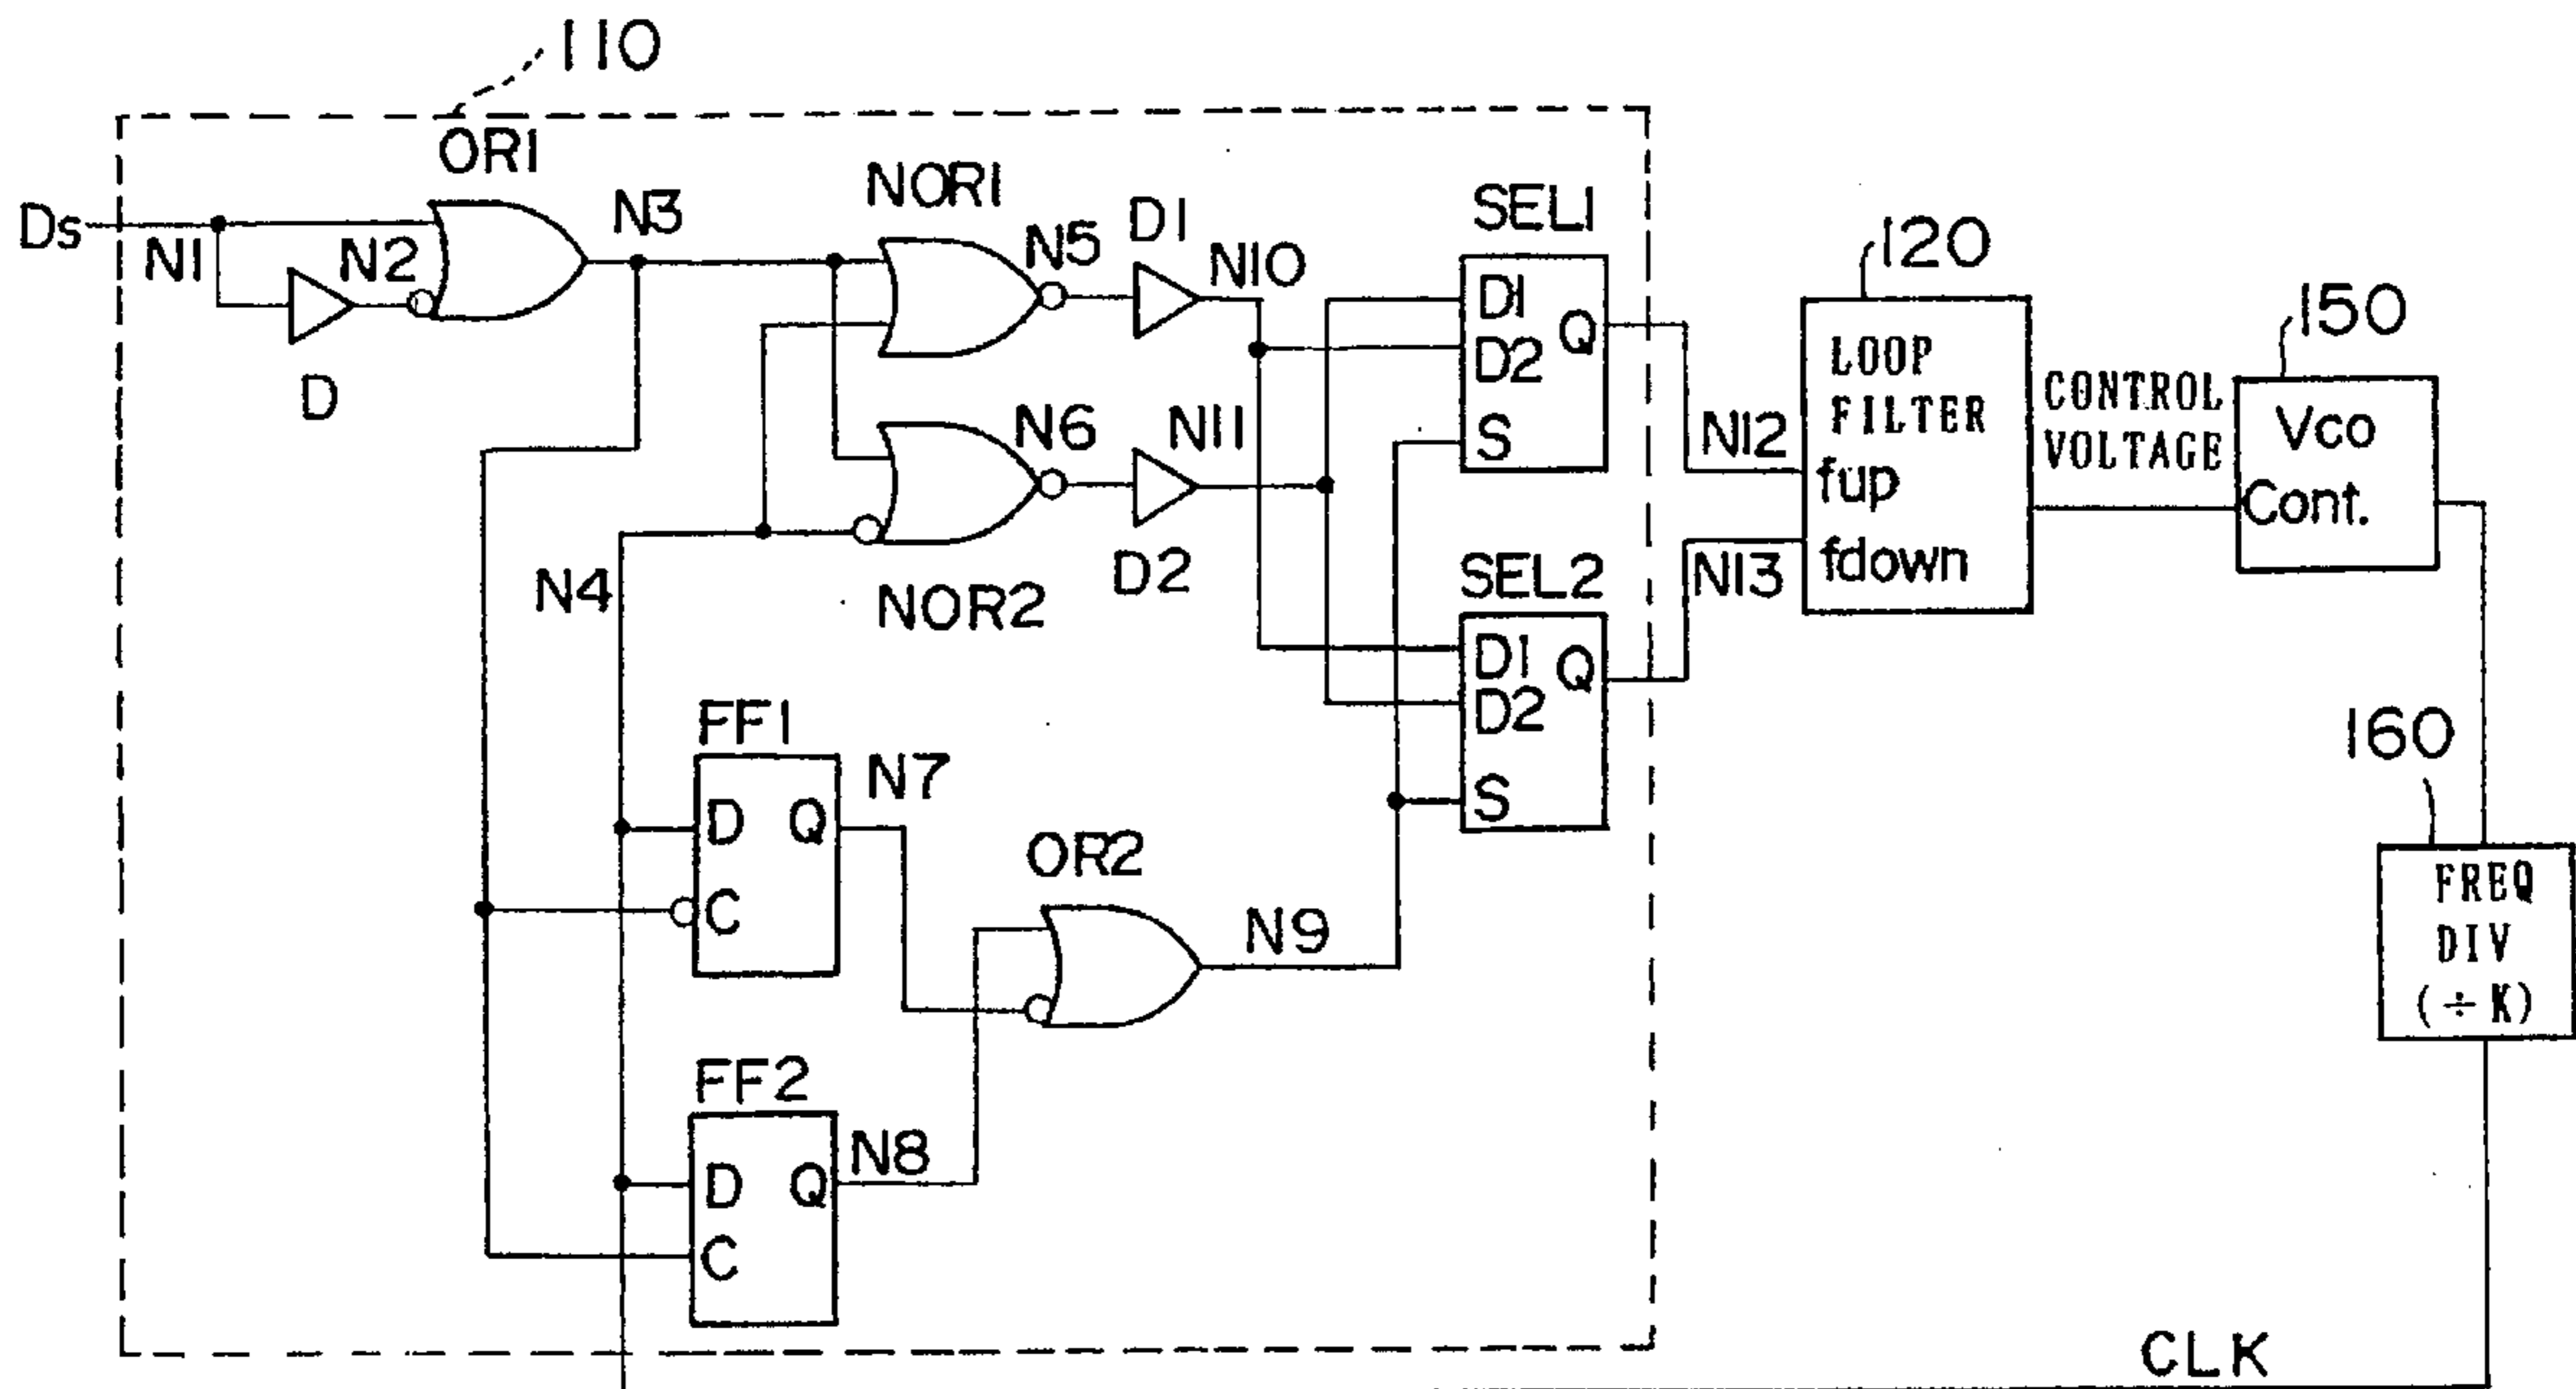 110
OR1
Ds
N1
N2
D
N3
NOR1
N5
D1
N10
N4
N6
NOR2
D2
N11
SEL1
D1
D2
S
Q
N12
SEL2
D1
D2
S
Q
N13
120
LOOP
FILTER
fup
fdown
CONTROL
VOLTAGE
150
Vco
Cont.
160
FREQ
DIV
(÷K)
FF1
D
Q
C
N7
FF2
D
Q
C
N8
OR2
N9
CLK